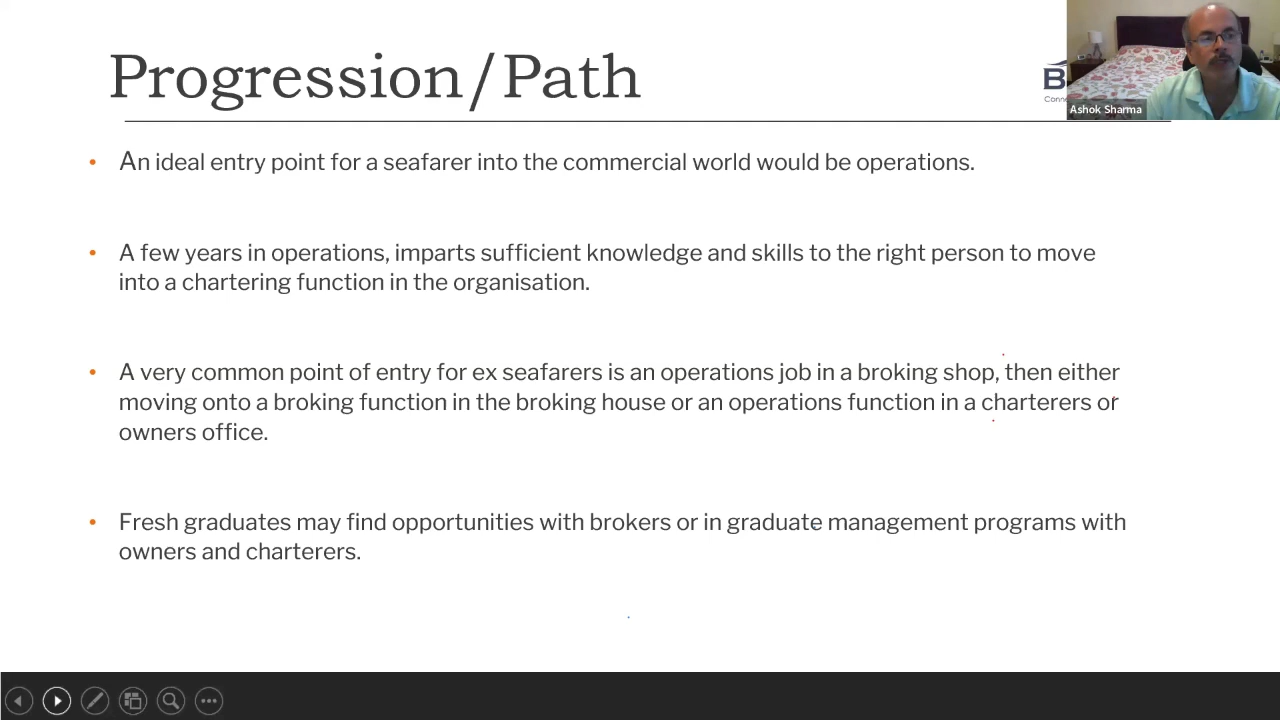 Progression/Path
Ashok Sharma
• An ideal entry point for a seafarer into the commercial world would be operations.
• A few years in operations, imparts sufficient knowledge and skills to the right person to move
into a chartering function in the organisation.
• A very common point of entry for ex seafarers is an operations job in a broking shop, then either
moving onto a broking function in the broking house or an operations function in a charterers or
owners office.
• Fresh graduates may find opportunities with brokers or in graduate management programs with
owners and charterers.